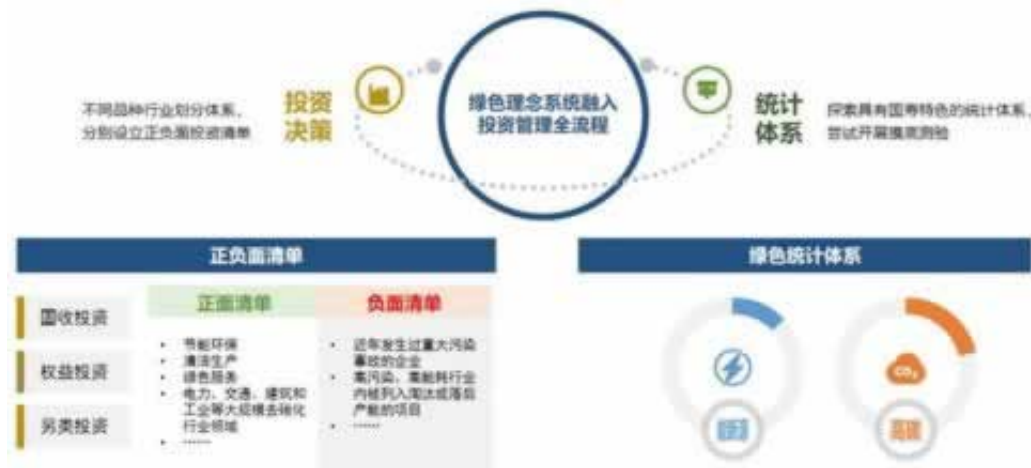 绿色理念系统融入
投资管理全流程
投资
决策
不同品种行业划分体系，
分别设立正负面投资清单
统计
体系
探索具有国寿特色的统计体系，
尝试开展摸底测验
正负面清单
固收投资
权益投资
另类投资
正面清单
• 节能环保
• 清洁生产
• 绿色服务
• 电力、交通、建筑和
工业等大规模去碳化
行业领域
• ……
负面清单
• 近年发生过重大污染
事故的企业
• 高污染、高能耗行业
内被列入淘汰或落后
产能的项目
• ……
绿色统计体系
CO₂
高碳